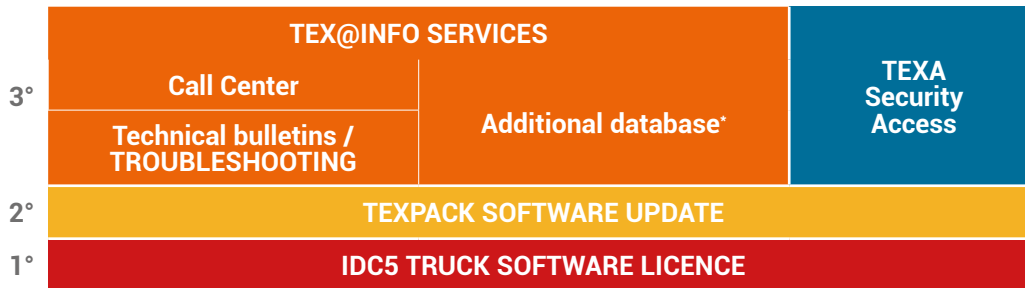 TEX@INFO SERVICES
3°
Call Center
Technical bulletins /
TROUBLESHOOTING
Additional database*
TEXA
Security
Access
2°
TEXPACK SOFTWARE UPDATE
1°
IDC5 TRUCK SOFTWARE LICENCE